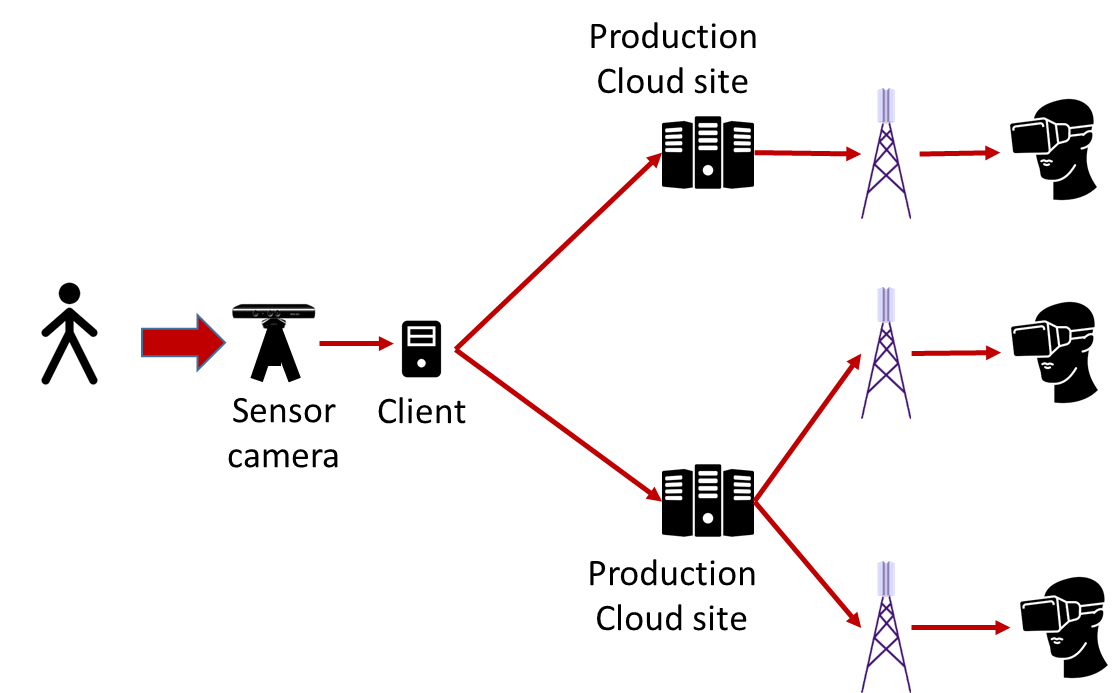 Production
Cloud site
Sensor
camera
Client
Production
Cloud site